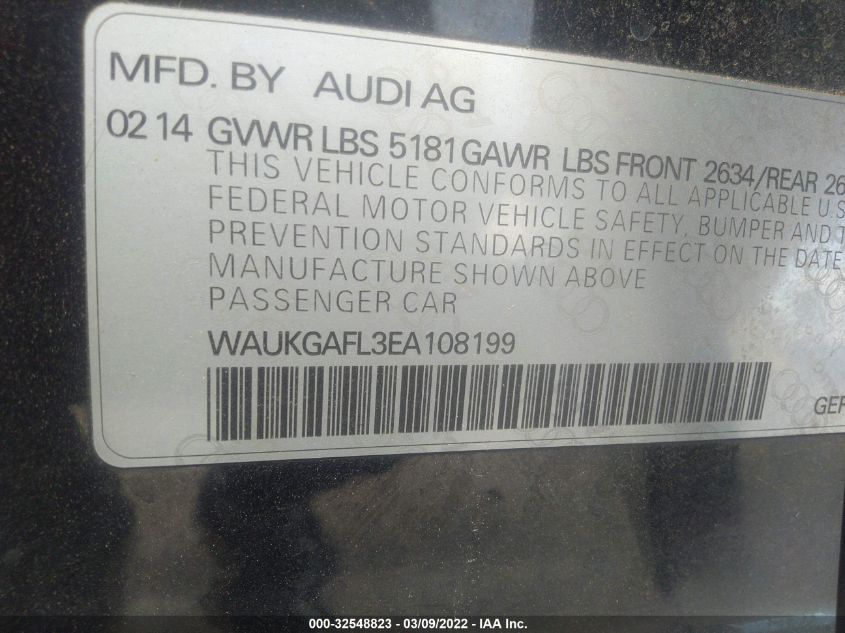 MFD. BY AUDI AG
02 14 GVWR LBS 5181 GAWR LBS FRONT 2634/REAR 26
THIS VEHICLE CONFORMS TO ALL APPLICABLE U.S
FEDERAL MOTOR VEHICLE SAFETY, BUMPER AND T
PREVENTION STANDARDS IN EFFECT ON THE DATE
MANUFACTURE SHOWN ABOVE
PASSENGER CAR
WAUKGAFL3EA108199
GER
000-32548823 - 03/09/2022 - IAA Inc.